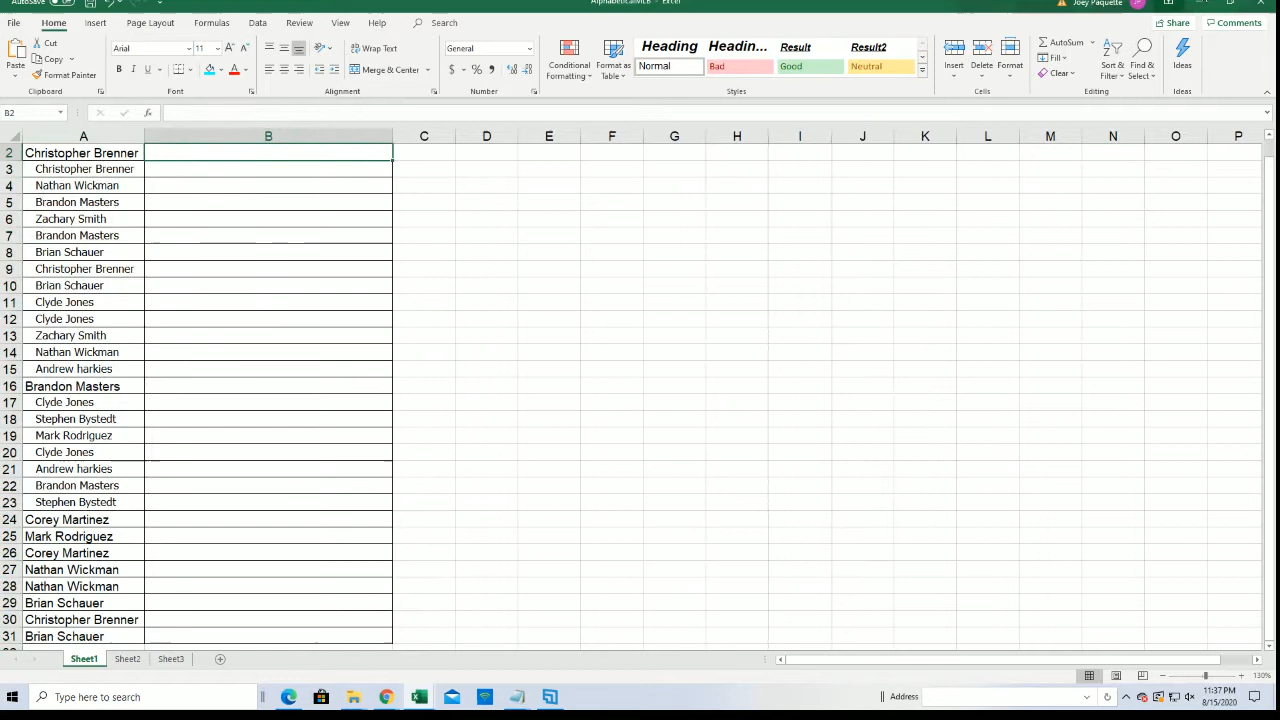 AutoSave Off AlphabeticalMLB - Excel Joey Paquette
File Home Insert Page Layout Formulas Data Review View Help Search Share Comments
Paste Cut Copy Format Painter Clipboard
Arial 11 A A B I U A Font
Wrap Text Merge & Center Alignment
General $ % , Number
Conditional Formatting Format as Table
Heading Headin... Result Result2
Normal Bad Good Neutral
Styles
Insert Delete Format Cells
AutoSum Fill Clear Sort & Filter Find & Select Editing
Ideas Ideas
B2 fx
A B C D E F G H I J K L M N O P
2 Christopher Brenner
3 Christopher Brenner
4 Nathan Wickman
5 Brandon Masters
6 Zachary Smith
7 Brandon Masters
8 Brian Schauer
9 Christopher Brenner
10 Brian Schauer
11 Clyde Jones
12 Clyde Jones
13 Zachary Smith
14 Nathan Wickman
15 Andrew harkies
16 Brandon Masters
17 Clyde Jones
18 Stephen Bystedt
19 Mark Rodriguez
20 Clyde Jones
21 Andrew harkies
22 Brandon Masters
23 Stephen Bystedt
24 Corey Martinez
25 Mark Rodriguez
26 Corey Martinez
27 Nathan Wickman
28 Nathan Wickman
29 Brian Schauer
30 Christopher Brenner
31 Brian Schauer
Sheet1 Sheet2 Sheet3
130%
Type here to search Address 11:37 PM
8/15/2020